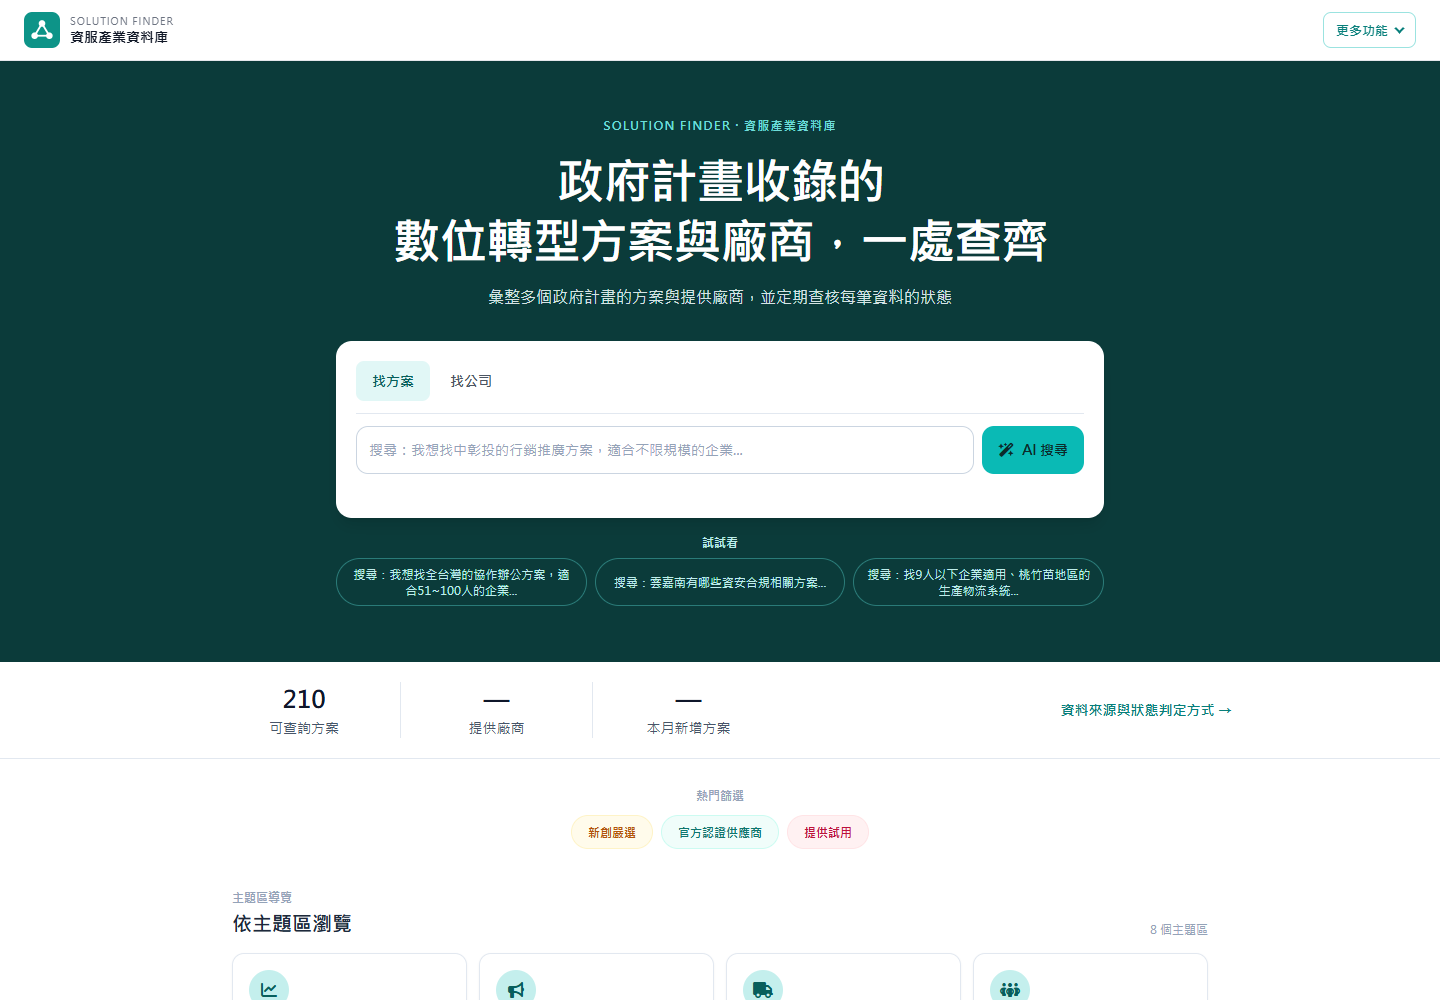 SOLUTION FINDER
資服產業資料庫
更多功能
SOLUTION FINDER · 資服產業資料庫
政府計畫收錄的
數位轉型方案與廠商，一處查齊
彙整多個政府計畫的方案與提供廠商，並定期查核每筆資料的狀態
找方案
找公司
搜尋：我想找中彰投的行銷推廣方案，適合不限規模的企業...
AI 搜尋
試試看
搜尋：我想找全台灣的協作辦公方案，適
合51~100人的企業...
搜尋：雲嘉南有哪些資安合規相關方案...
搜尋：找9人以下企業適用、桃竹苗地區的
生產物流系統...
210
可查詢方案
—
提供廠商
—
本月新增方案
資料來源與狀態判定方式 →
熱門篩選
新創嚴選
官方認證供應商
提供試用
主題區導覽
依主題區瀏覽
8 個主題區